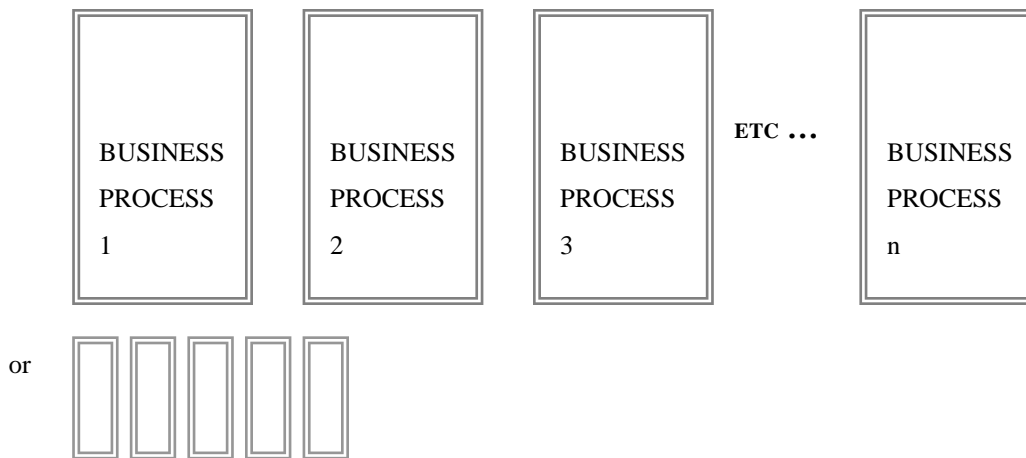 BUSINESS
PROCESS
1
BUSINESS
PROCESS
2
BUSINESS
PROCESS
3
ETC ...
BUSINESS
PROCESS
n
or